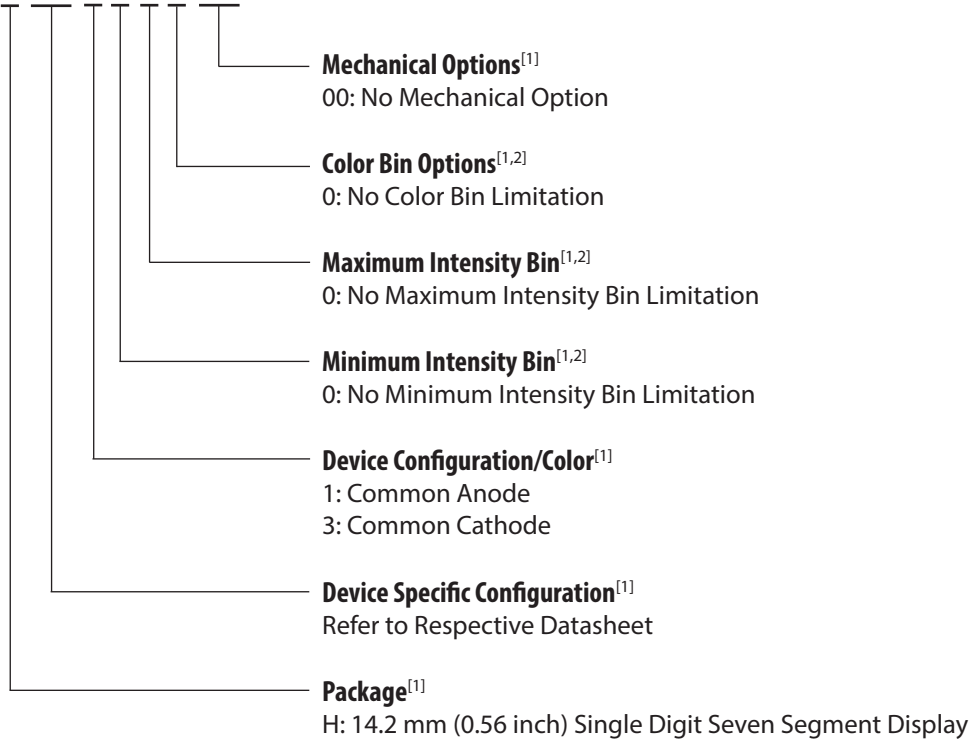 Mechanical Options[1]
00: No Mechanical Option
Color Bin Options[1,2]
0: No Color Bin Limitation
Maximum Intensity Bin[1,2]
0: No Maximum Intensity Bin Limitation
Minimum Intensity Bin[1,2]
0: No Minimum Intensity Bin Limitation
Device Configuration/Color[1]
1: Common Anode
3: Common Cathode
Device Specific Configuration[1]
Refer to Respective Datasheet
Package[1]
H: 14.2 mm (0.56 inch) Single Digit Seven Segment Display